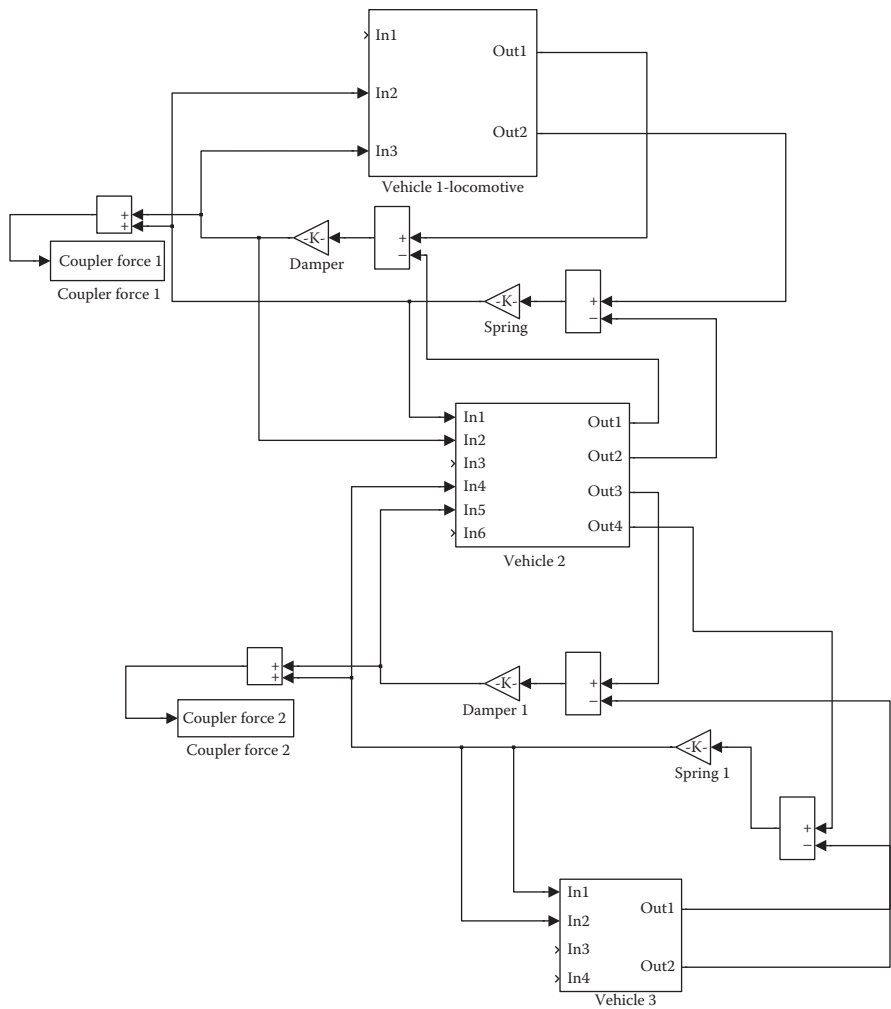 In1
Out1
In2
Out2
In3
Vehicle 1-locomotive
+
+
Coupler force 1
Coupler force 1
-K-
Damper
+
−
-K-
Spring
+
−
In1
In2
In3
In4
In5
In6
Out1
Out2
Out3
Out4
Vehicle 2
+
+
Coupler force 2
Coupler force 2
-K-
Damper 1
+
−
-K-
Spring 1
+
−
In1
In2
In3
In4
Out1
Out2
Vehicle 3